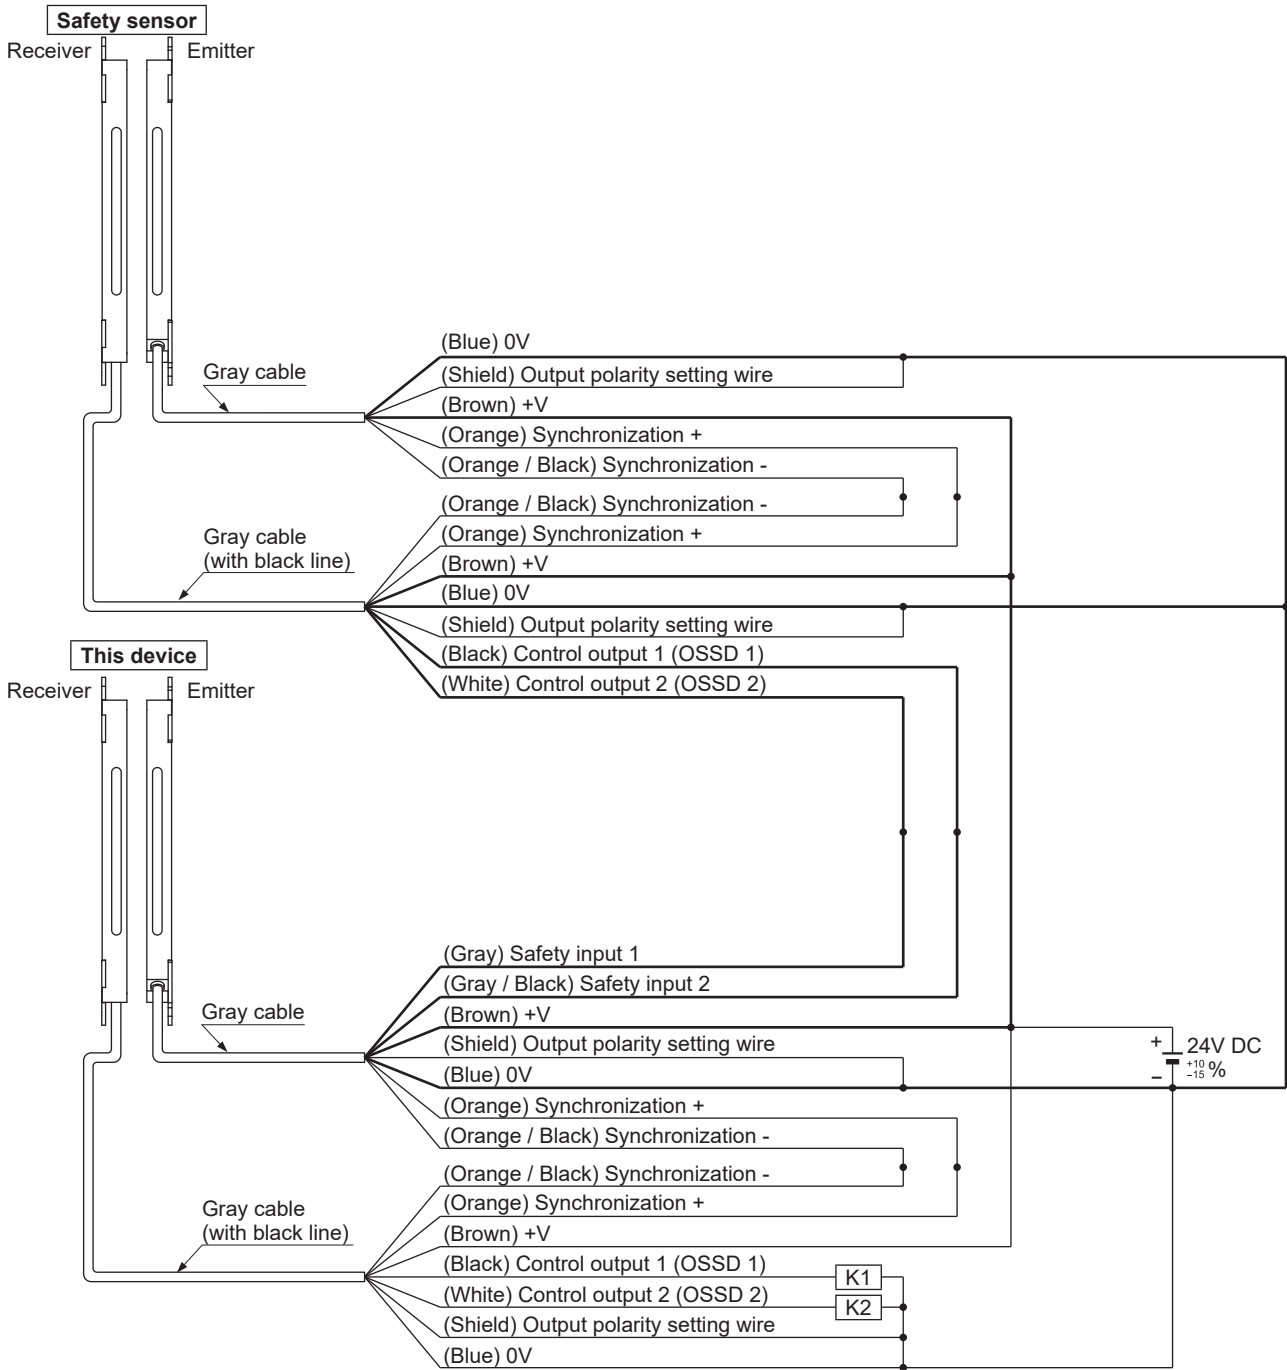 Safety sensor
Receiver
Emitter
(Blue) 0V
Gray cable
(Shield) Output polarity setting wire
(Brown) +V
(Orange) Synchronization +
(Orange / Black) Synchronization -
(Orange / Black) Synchronization -
Gray cable
(with black line)
(Orange) Synchronization +
(Brown) +V
(Blue) 0V
(Shield) Output polarity setting wire
This device
(Black) Control output 1 (OSSD 1)
Receiver
Emitter
(White) Control output 2 (OSSD 2)
(Gray) Safety input 1
(Gray / Black) Safety input 2
Gray cable
(Brown) +V
(Shield) Output polarity setting wire
+
24V DC
+10
-15 %
−
(Blue) 0V
(Orange) Synchronization +
(Orange / Black) Synchronization -
(Orange / Black) Synchronization -
Gray cable
(with black line)
(Orange) Synchronization +
(Brown) +V
(Black) Control output 1 (OSSD 1)
K1
(White) Control output 2 (OSSD 2)
K2
(Shield) Output polarity setting wire
(Blue) 0V